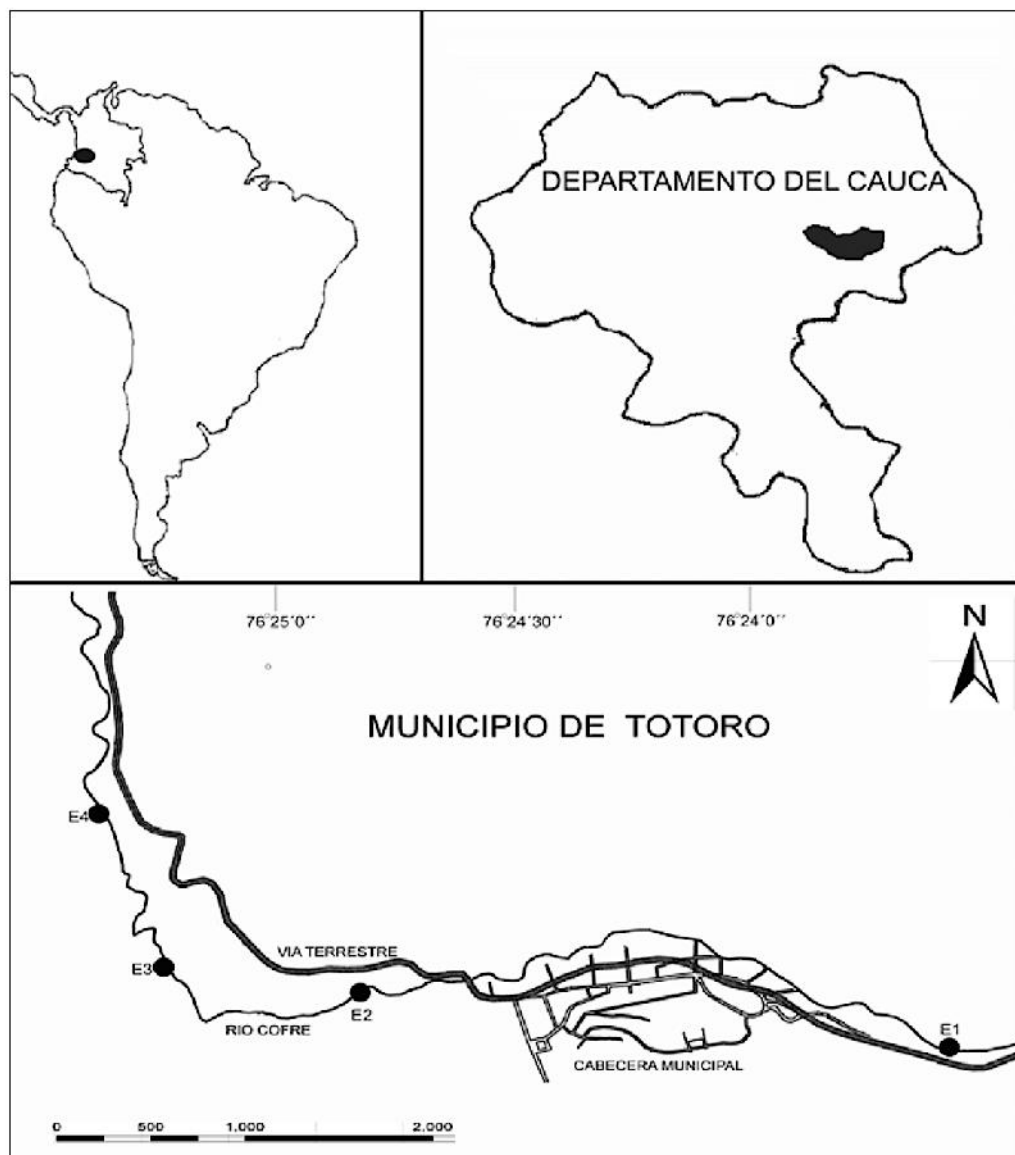 DEPARTAMENTO DEL CAUCA
76°25'0''
76°24'30''
76°24'0''
N
MUNICIPIO DE TOTORO
E4
VIA TERRESTRE
E3
E2
RIO COFRE
E1
CABECERA MUNICIPAL
0 500 1.000 2.000